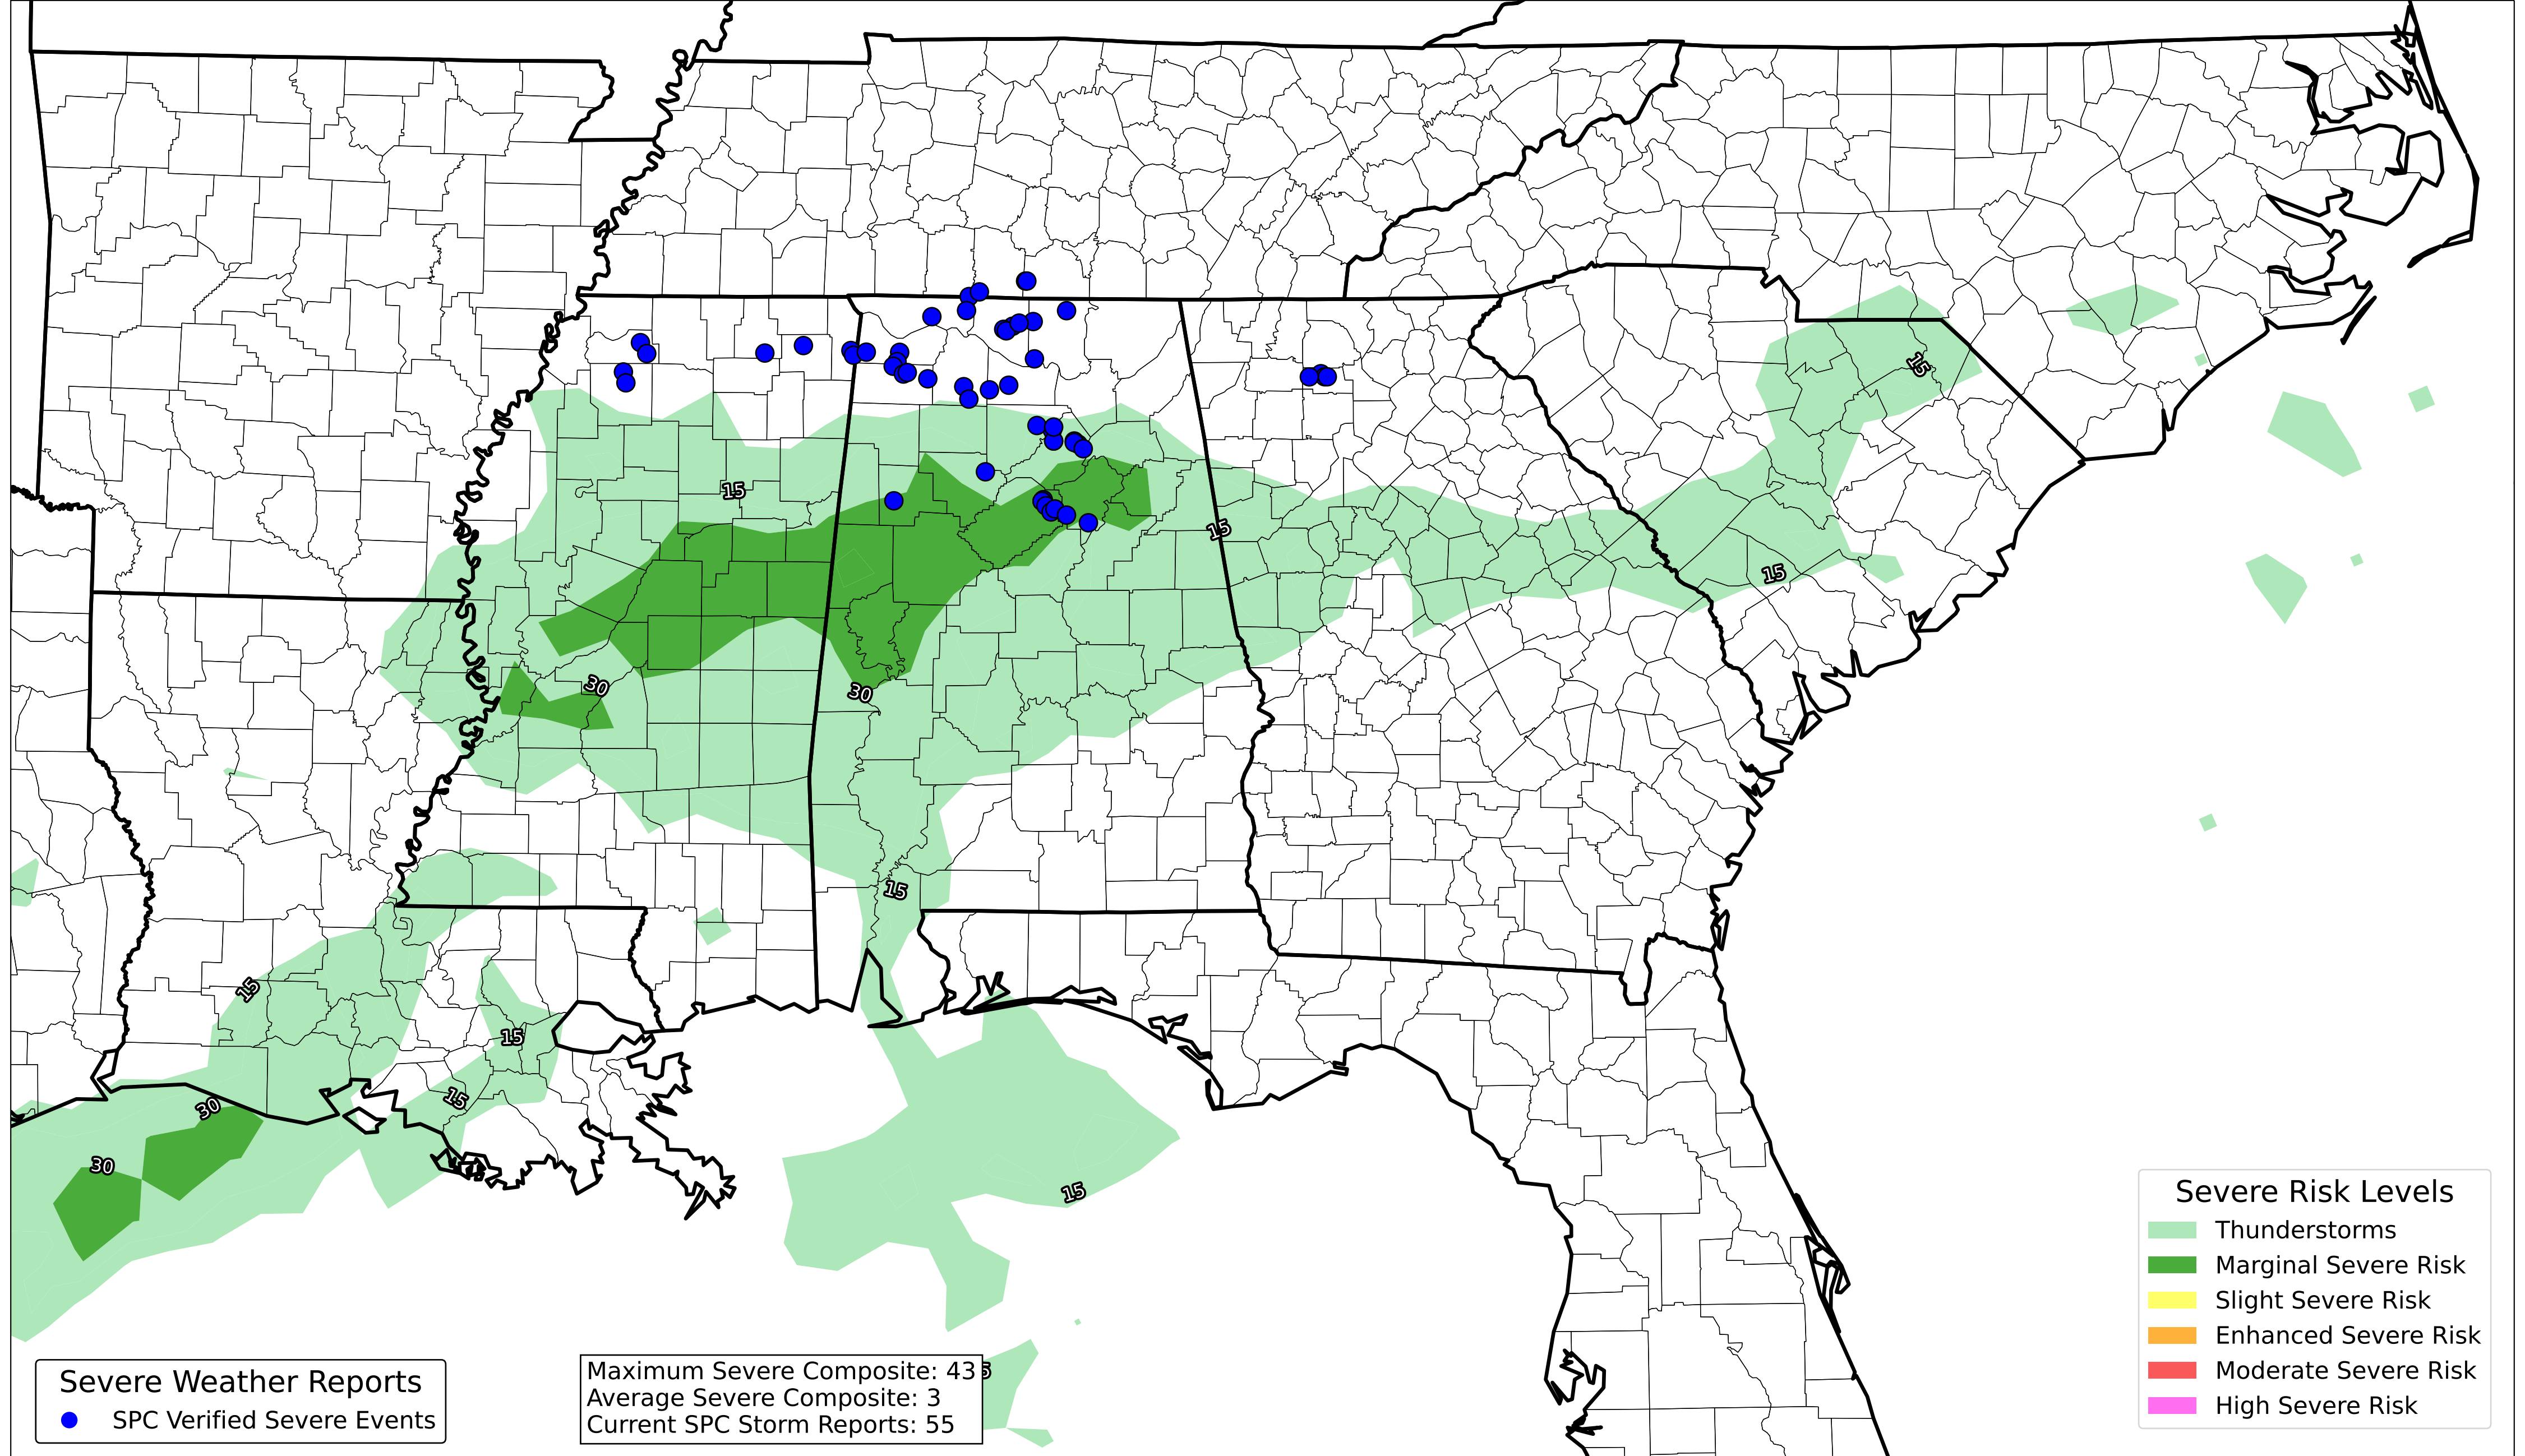 15
15
15
15
30
30
15
15
15
15
30
30
15
Severe Risk Levels
Thunderstorms
Marginal Severe Risk
Slight Severe Risk
Enhanced Severe Risk
Moderate Severe Risk
High Severe Risk
Severe Weather Reports
SPC Verified Severe Events
Maximum Severe Composite: 43
Average Severe Composite: 3
Current SPC Storm Reports: 55